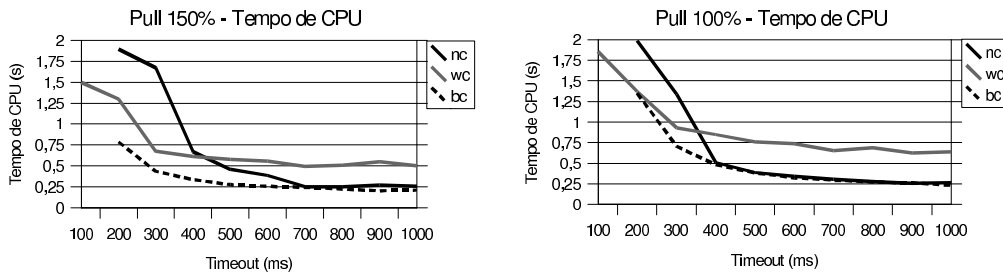 Pull 150% - Tempo de CPU
Tempo de CPU (s)
2
1,75
1,5
1,25
1
0,75
0,5
0,25
0
100 200 300 400 500 600 700 800 900 1000
Timeout (ms)
nc
wc
bc
Pull 100% - Tempo de CPU
Tempo de CPU (s)
2
1,75
1,5
1,25
1
0,75
0,5
0,25
0
100 200 300 400 500 600 700 800 900 1000
Timeout (ms)
nc
wc
bc